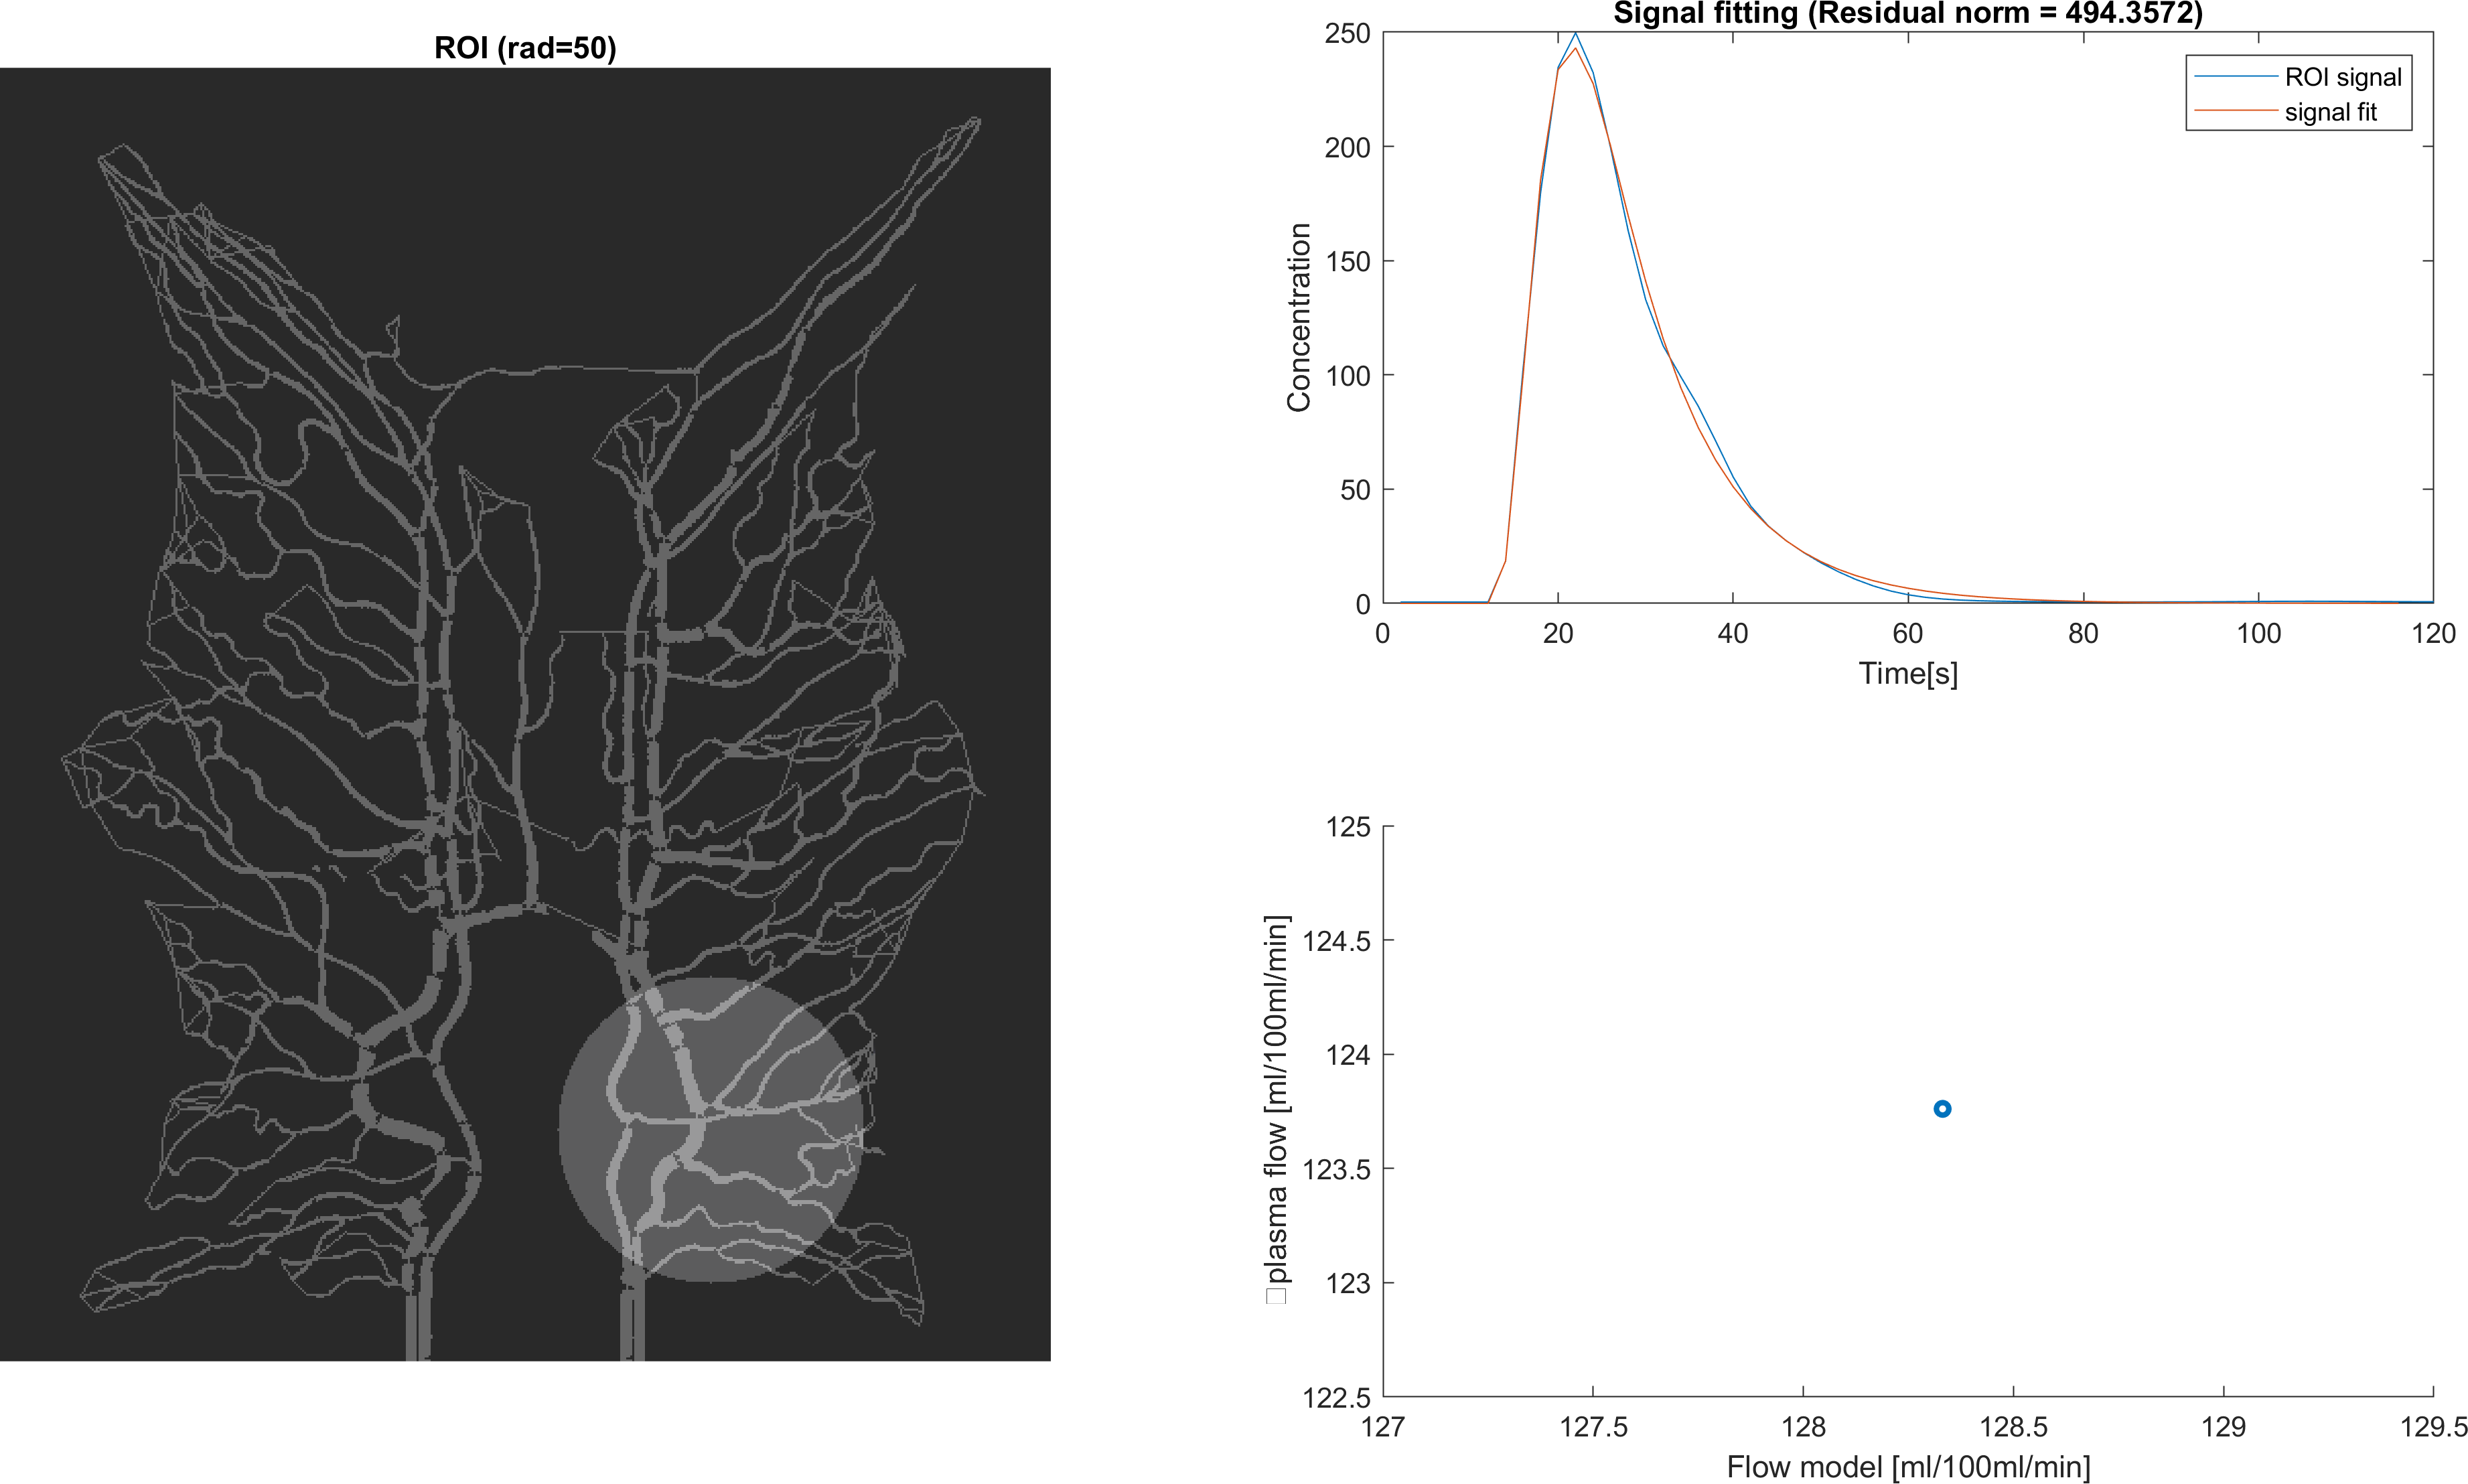 ROI (rad=50)
Signal fitting (Residual norm = 494.3572)
250
200
150
100
50
0
Concentration
ROI signal
signal fit
0 20 40 60 80 100 120
Time[s]
125
124.5
124
123.5
123
122.5
□plasma flow [ml/100ml/min]
127 127.5 128 128.5 129 129.5
Flow model [ml/100ml/min]